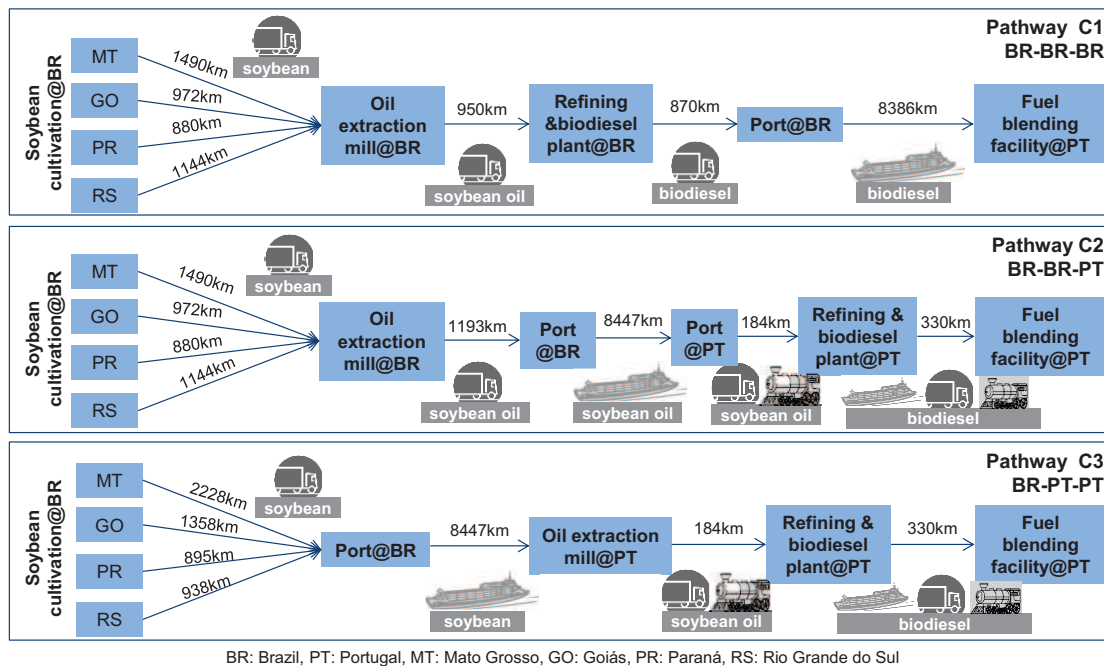 Pathway C1
BR-BR-BR
Soybean
cultivation@BR
MT
GO
PR
RS
1490km
972km
880km
1144km
soybean
Oil
extraction
mill@BR
950km
soybean oil
Refining
&biodiesel
plant@BR
870km
biodiesel
Port@BR
8386km
biodiesel
Fuel
blending
facility@PT
Pathway C2
BR-BR-PT
Soybean
cultivation@BR
MT
GO
PR
RS
1490km
972km
880km
1144km
soybean
Oil
extraction
mill@BR
1193km
soybean oil
Port
@BR
8447km
soybean oil
Port
@PT
184km
soybean oil
Refining &
biodiesel
plant@PT
330km
biodiesel
Fuel
blending
facility@PT
Pathway C3
BR-PT-PT
Soybean
cultivation@BR
MT
GO
PR
RS
2228km
1358km
895km
938km
soybean
Port@BR
8447km
soybean
Oil extraction
mill@PT
184km
soybean oil
Refining &
biodiesel
plant@PT
330km
biodiesel
Fuel
blending
facility@PT
BR: Brazil, PT: Portugal, MT: Mato Grosso, GO: Goiás, PR: Paraná, RS: Rio Grande do Sul